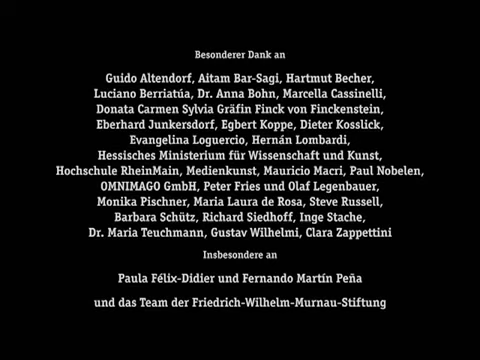 Besonderer Dank an
Guido Altendorf, Aitam Bar-Sagi, Hartmut Becher,
Luciano Berriatúa, Dr. Anna Bohn, Marcella Cassinelli,
Donata Carmen Sylvia Gräfin Finck von Finckenstein,
Eberhard Junkersdorf, Egbert Koppe, Dieter Kosslick,
Evangelina Loguercio, Hernán Lombardi,
Hessisches Ministerium für Wissenschaft und Kunst,
Hochschule RheinMain, Medienkunst, Mauricio Macri, Paul Nobelen,
OMNIMAGO GmbH, Peter Fries und Olaf Legenbauer,
Monika Pischner, Maria Laura de Rosa, Steve Russell,
Barbara Schütz, Richard Siedhoff, Inge Stache,
Dr. Maria Teuchmann, Gustav Wilhelmi, Clara Zappettini
Insbesondere an
Paula Félix-Didier und Fernando Martín Peña
und das Team der Friedrich-Wilhelm-Murnau-Stiftung